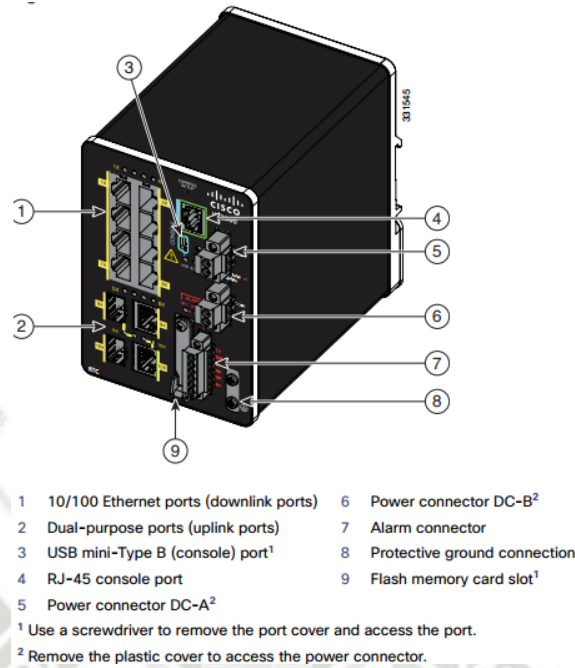 331545
3
1
CISCO
4
5
2
6
7
8
9
1 10/100 Ethernet ports (downlink ports)
2 Dual-purpose ports (uplink ports)
3 USB mini-Type B (console) port¹
4 RJ-45 console port
5 Power connector DC-A²
6 Power connector DC-B²
7 Alarm connector
8 Protective ground connection
9 Flash memory card slot¹
¹ Use a screwdriver to remove the port cover and access the port.
² Remove the plastic cover to access the power connector.